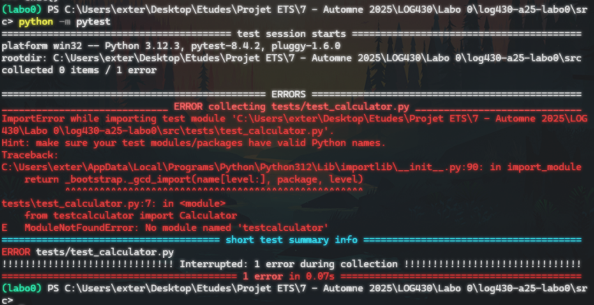 (labo0) PS C:\Users\exter\Desktop\Etudes\Projet ETS\7 - Automne 2025\LOG430\Labo 0\log430-a25-labo0\sr
c> python -m pytest
================================= test session starts =================================
platform win32 -- Python 3.12.3, pytest-8.4.2, pluggy-1.6.0
rootdir: C:\Users\exter\Desktop\Etudes\Projet ETS\7 - Automne 2025\LOG430\Labo 0\log430-a25-labo0\src
collected 0 items / 1 error
======================================= ERRORS ========================================
_____________________ ERROR collecting tests/test_calculator.py _____________________
ImportError while importing test module 'C:\Users\exter\Desktop\Etudes\Projet ETS\7 - Automne 2025\LOG
430\Labo 0\log430-a25-labo0\src\tests\test_calculator.py'.
Hint: make sure your test modules/packages have valid Python names.
Traceback:
C:\Users\exter\AppData\Local\Programs\Python\Python312\Lib\importlib\__init__.py:90: in import_module
return _bootstrap._gcd_import(name[level:], package, level)
^^^^^^^^^^^^^^^^^^^^^^^^^^^^^^^^^^^^^^^^^^^^^^^^^^^^
tests\test_calculator.py:7: in <module>
from testcalculator import Calculator
E   ModuleNotFoundError: No module named 'testcalculator'
=============================== short test summary info ===============================
ERROR tests/test_calculator.py
!!!!!!!!!!!!!!!!!!!!!!!!! Interrupted: 1 error during collection !!!!!!!!!!!!!!!!!!!!!!!!!
================================== 1 error in 0.07s ===================================
(labo0) PS C:\Users\exter\Desktop\Etudes\Projet ETS\7 - Automne 2025\LOG430\Labo 0\log430-a25-labo0\sr
c>